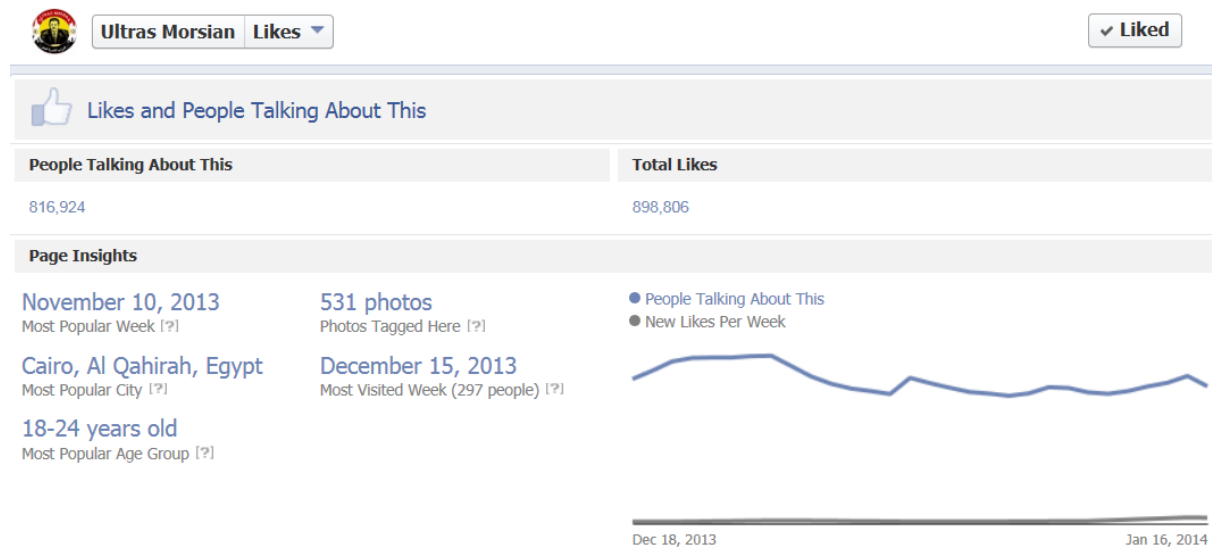 Ultras Morsian Likes
Liked
Likes and People Talking About This
People Talking About This
Total Likes
816,924
898,806
Page Insights
November 10, 2013
Most Popular Week [?]
531 photos
Photos Tagged Here [?]
Cairo, Al Qahirah, Egypt
Most Popular City [?]
December 15, 2013
Most Visited Week (297 people) [?]
18-24 years old
Most Popular Age Group [?]
People Talking About This
New Likes Per Week
Dec 18, 2013
Jan 16, 2014